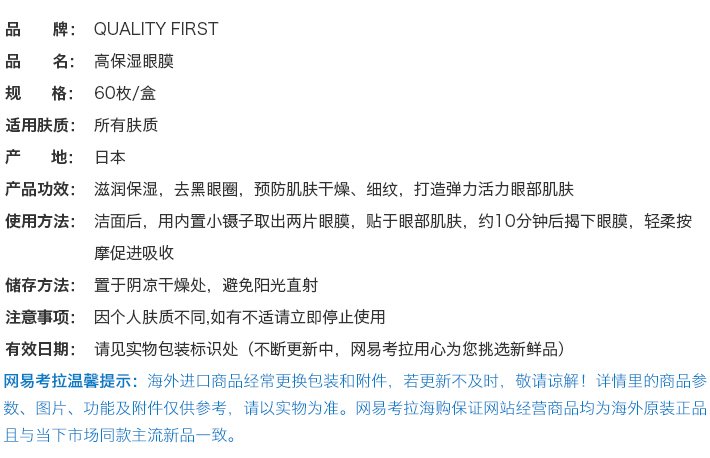 品　　牌： QUALITY FIRST
品　　名： 高保湿眼膜
规　　格： 60枚/盒
适用肤质： 所有肤质
产　　地： 日本
产品功效： 滋润保湿，去黑眼圈，预防肌肤干燥、细纹，打造弹力活力眼部肌肤
使用方法： 洁面后，用内置小镊子取出两片眼膜，贴于眼部肌肤，约10分钟后揭下眼膜，轻柔按
摩促进吸收
储存方法： 置于阴凉干燥处，避免阳光直射
注意事项： 因个人肤质不同,如有不适请立即停止使用
有效日期： 请见实物包装标识处（不断更新中，网易考拉用心为您挑选新鲜品）
网易考拉温馨提示：海外进口商品经常更换包装和附件，若更新不及时，敬请谅解！详情里的商品参
数、图片、功能及附件仅供参考，请以实物为准。网易考拉海购保证网站经营商品均为海外原装正品
且与当下市场同款主流新品一致。